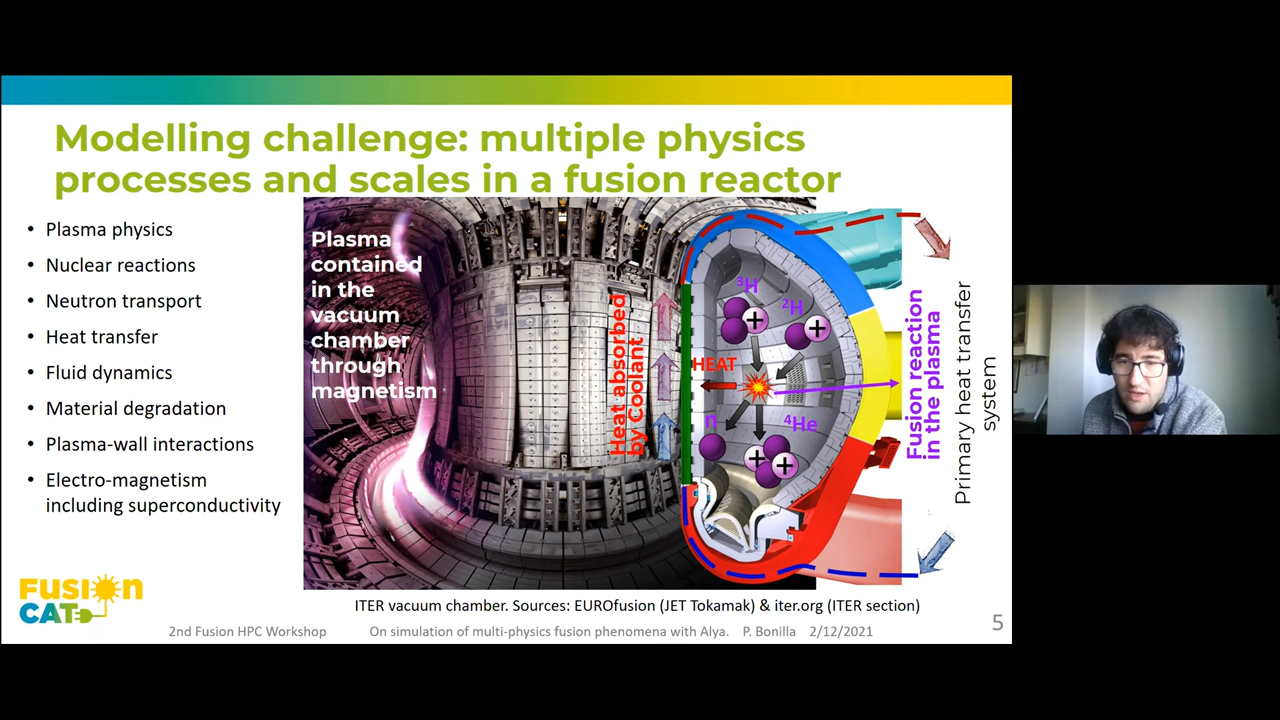 Modelling challenge: multiple physics
processes and scales in a fusion reactor
• Plasma physics
• Nuclear reactions
• Neutron transport
• Heat transfer
• Fluid dynamics
• Material degradation
• Plasma-wall interactions
• Electro-magnetism
including superconductivity
Plasma
contained
in the
vacuum
chamber
through
magnetism
Heat absorbed
by Coolant
HEAT
³H
²H
+
+
n
⁴He
+
+
Fusion reaction
in the plasma
Primary heat transfer
system
ITER vacuum chamber. Sources: EUROfusion (JET Tokamak) & iter.org (ITER section)
FUSION
CAT
2nd Fusion HPC Workshop
On simulation of multi-physics fusion phenomena with Alya. P. Bonilla 2/12/2021
5